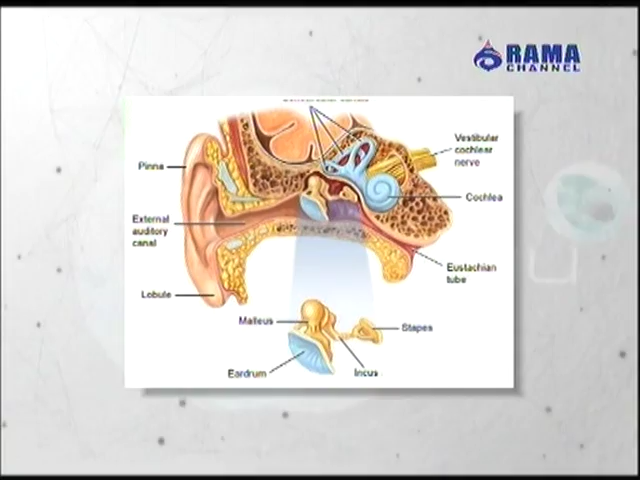 RAMA
CHANNEL
Pinna
External
auditory
canal
Lobule
Vestibular
cochlear
nerve
Cochlea
Eustachian
tube
Malleus
Stapes
Eardrum
Incus